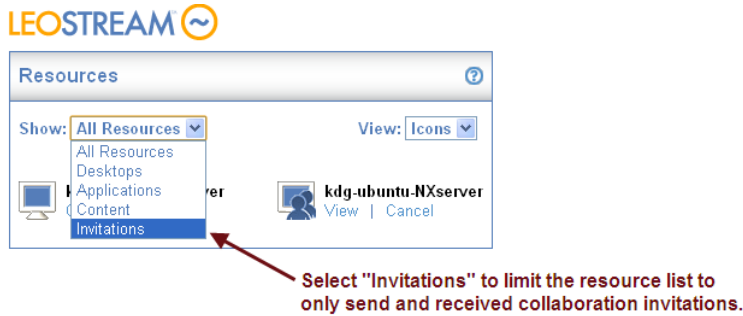 LEOSTREAM
Resources
Show: All Resources View: Icons
All Resources
Desktops
Applications
Content
Invitations
er
kdg-ubuntu-NXserver
View | Cancel
Select "Invitations" to limit the resource list to
only send and received collaboration invitations.